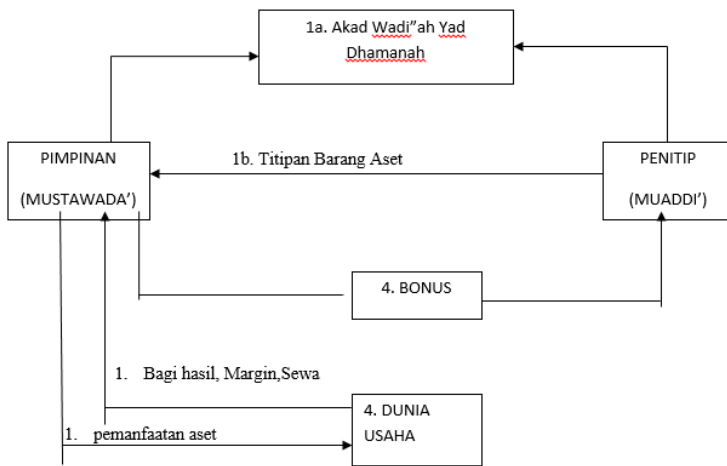 1a. Akad Wadi”ah Yad
Dhamanah
PIMPINAN
(MUSTAWADA’)
1b. Titipan Barang Aset
PENITIP
(MUADDI’)
4. BONUS
1. Bagi hasil, Margin,Sewa
4. DUNIA
USAHA
1. pemanfaatan aset